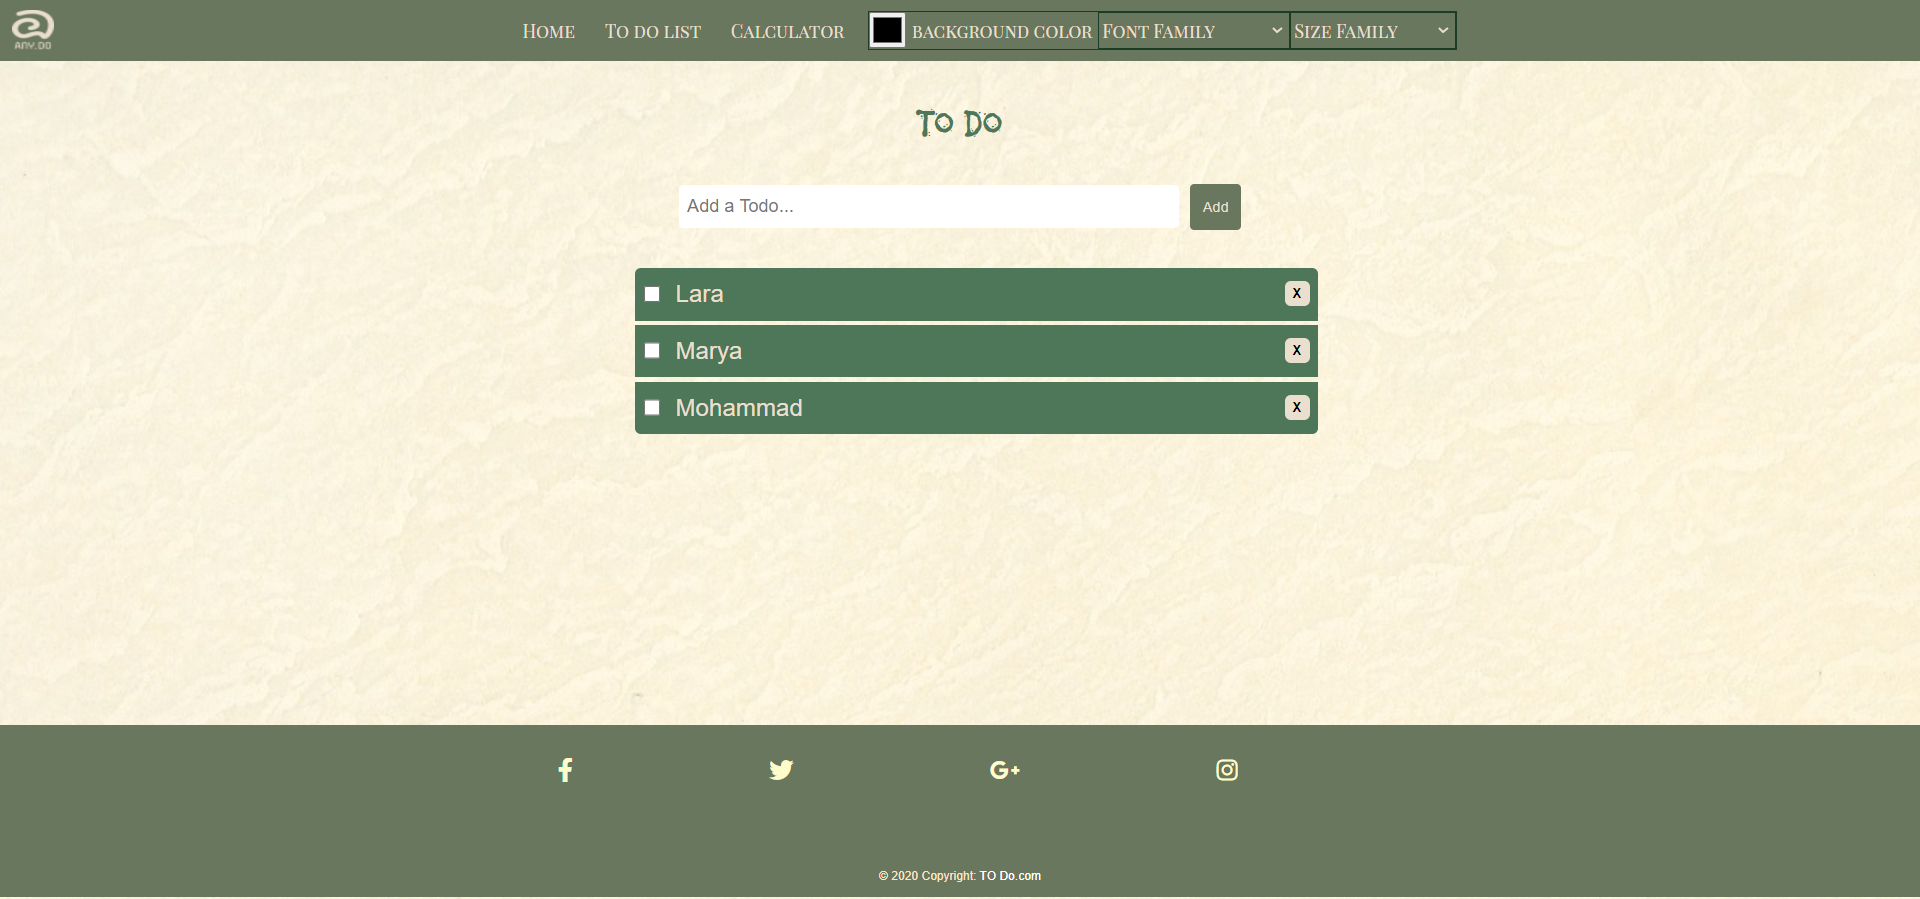 ANY.DO
Home To do list Calculator background color Font Family Size Family
To Do
Add a Todo... Add
Lara X
Marya X
Mohammad X
G+
© 2020 Copyright: TO Do.com